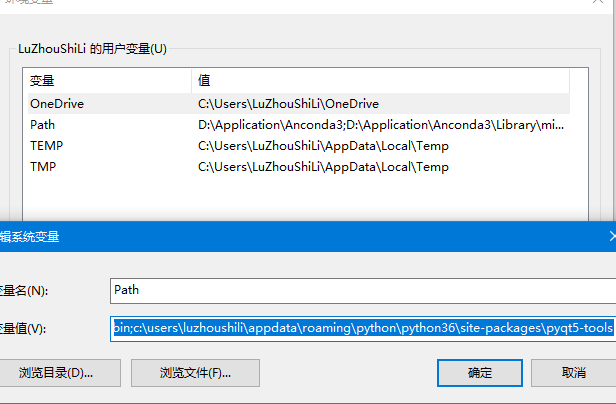 环境变量
LuZhouShiLi 的用户变量(U)
变量 值
OneDrive C:\Users\LuZhouShiLi\OneDrive
Path D:\Application\Anconda3;D:\Application\Anconda3\Library\mi...
TEMP C:\Users\LuZhouShiLi\AppData\Local\Temp
TMP C:\Users\LuZhouShiLi\AppData\Local\Temp
辑系统变量
变量名(N): Path
变量值(V): bin;c:\users\luzhoushili\appdata\roaming\python\python36\site-packages\pyqt5-tools
浏览目录(D)... 浏览文件(F)... 确定 取消